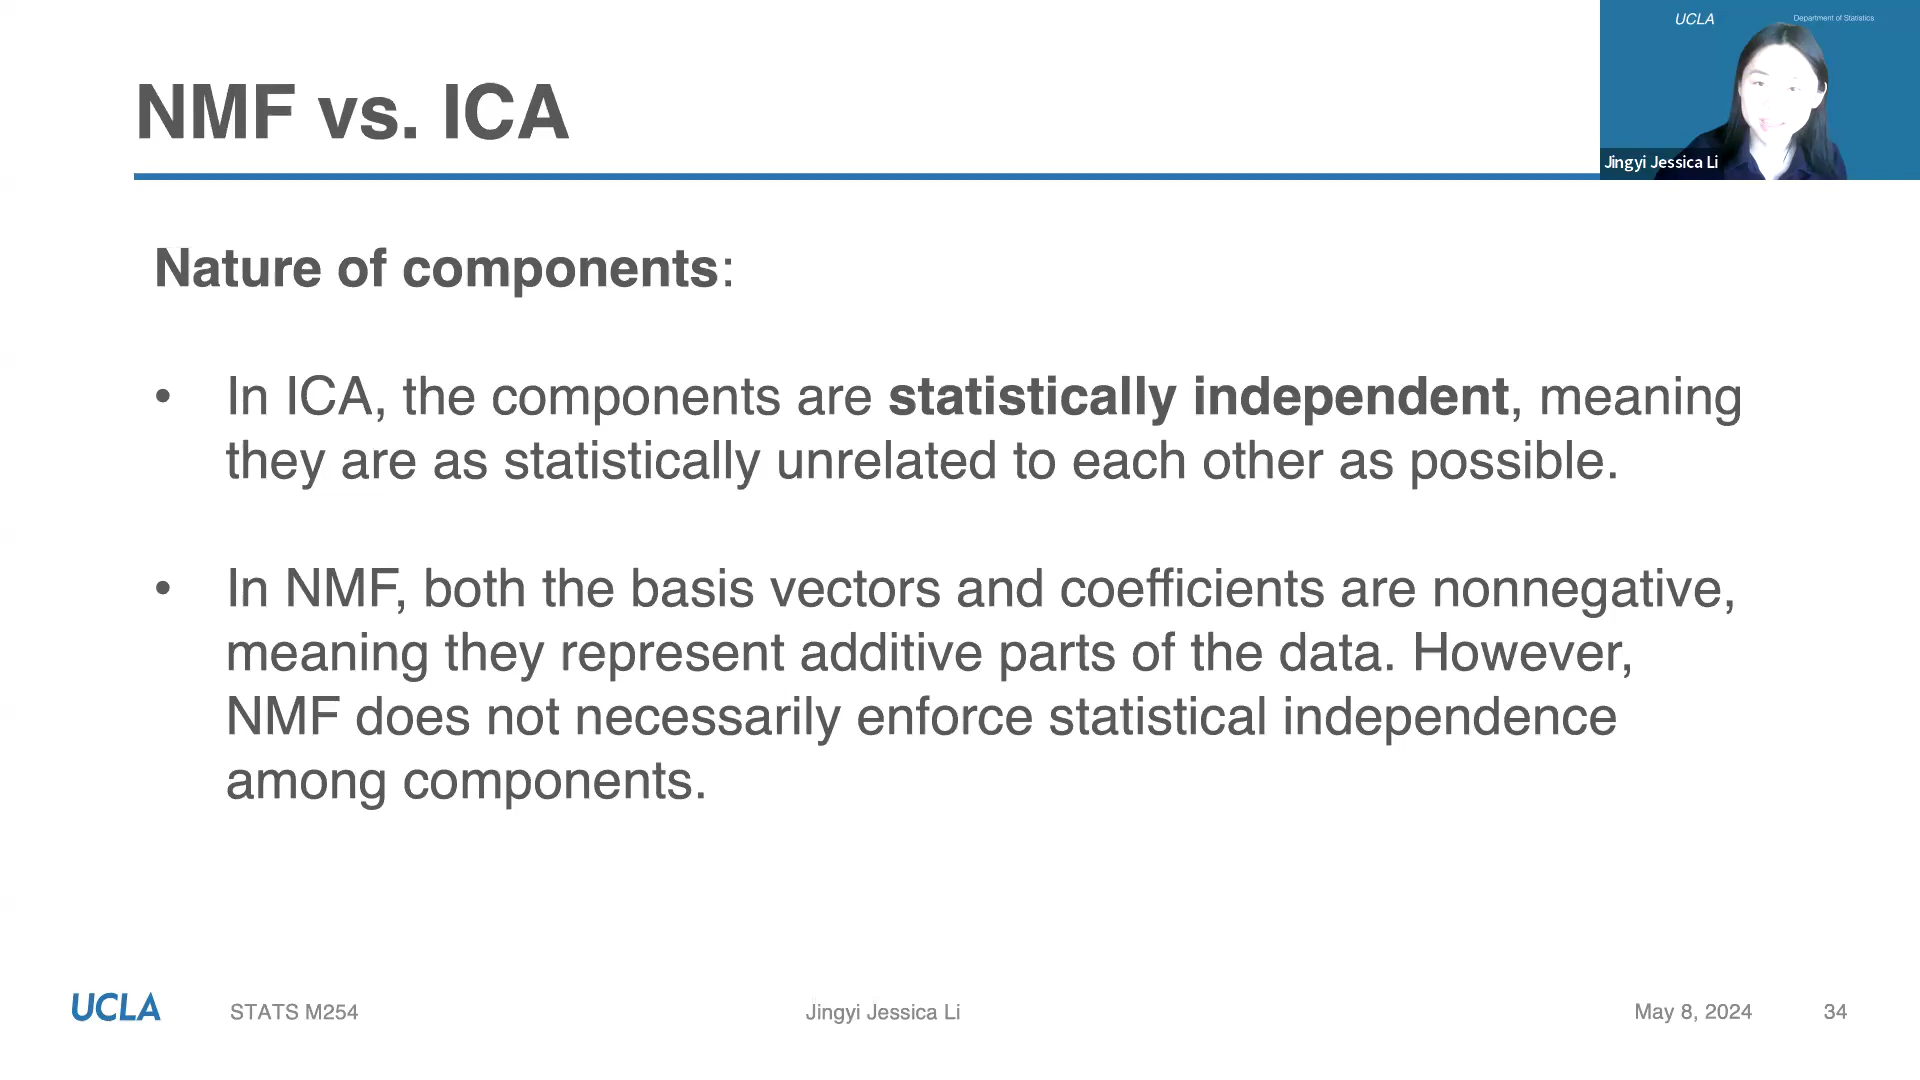 UCLA
Department of Statistics
NMF vs. ICA
Jingyi Jessica Li
Nature of components:
• In ICA, the components are statistically independent, meaning
they are as statistically unrelated to each other as possible.
• In NMF, both the basis vectors and coefficients are nonnegative,
meaning they represent additive parts of the data. However,
NMF does not necessarily enforce statistical independence
among components.
UCLA STATS M254 Jingyi Jessica Li May 8, 2024 34